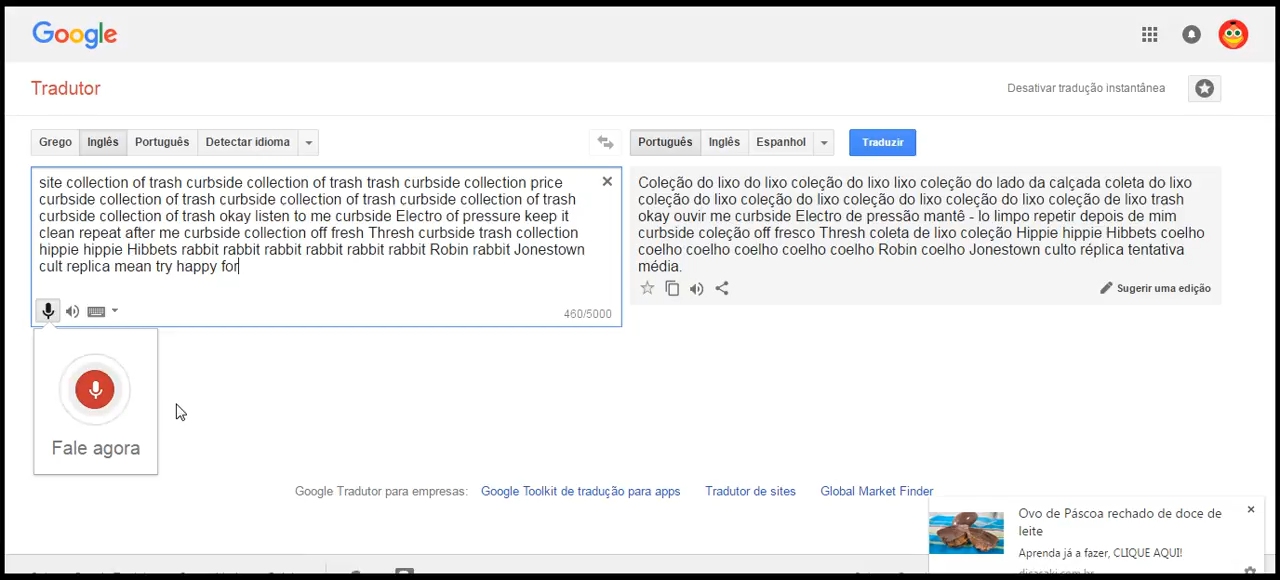 Google
Tradutor
Desativar tradução instantânea
Grego Inglês Português Detectar idioma
Português Inglês Espanhol Traduzir
site collection of trash curbside collection of trash trash curbside collection price
curbside collection of trash curbside collection of trash curbside collection of trash
curbside collection of trash okay listen to me curbside Electro of pressure keep it
clean repeat after me curbside collection off fresh Thresh curbside trash collection
hippie hippie Hibbets rabbit rabbit rabbit rabbit rabbit rabbit Robin rabbit Jonestown
cult replica mean try happy for
460/5000
Coleção do lixo do lixo coleção do lixo lixo coleção do lado da calçada coleta do lixo
coleção do lixo coleção do lixo coleção do lixo coleção do lixo coleção de lixo trash
okay ouvir me curbside Electro de pressão mantê - lo limpo repetir depois de mim
curbside coleção off fresco Thresh coleta de lixo coleção Hippie hippie Hibbets coelho
coelho coelho coelho coelho coelho Robin coelho Jonestown culto réplica tentativa
média.
Sugerir uma edição
Fale agora
Google Tradutor para empresas: Google Toolkit de tradução para apps Tradutor de sites Global Market Finder
Ovo de Páscoa rechado de doce de
leite
Aprenda já a fazer, CLICK AQUI!